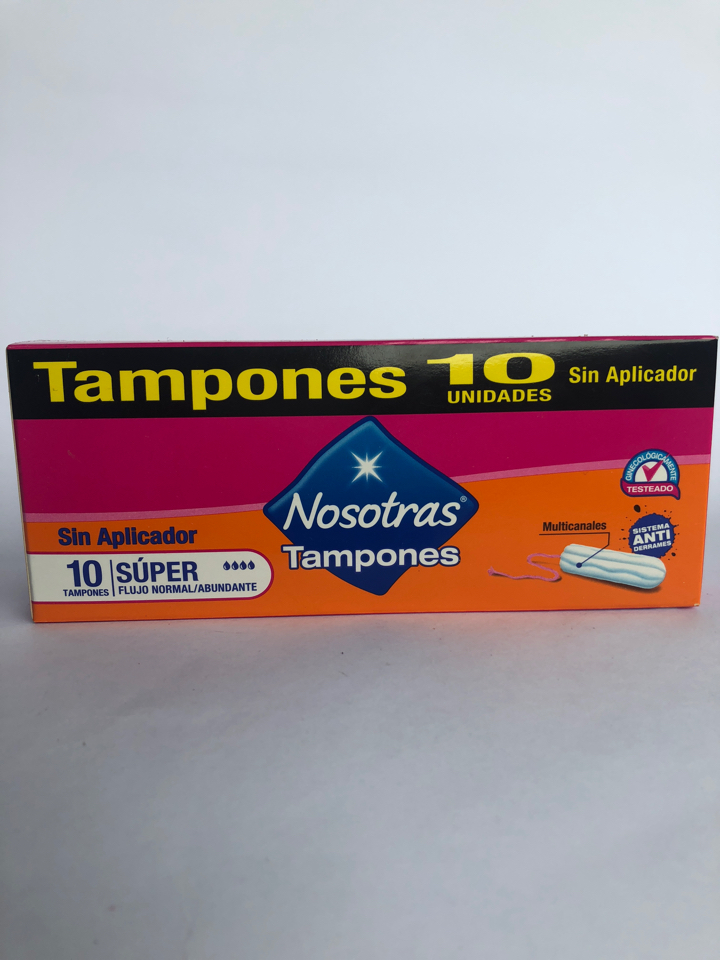 Tampones 10 UNIDADES Sin Aplicador
GINECOLÓGICAMENTE
TESTEADO
Nosotras®
Tampones
Sin Aplicador
10 TAMPONES
SÚPER
FLUJO NORMAL/ABUNDANTE
Multicanales
SISTEMA
ANTI
DERRAMES